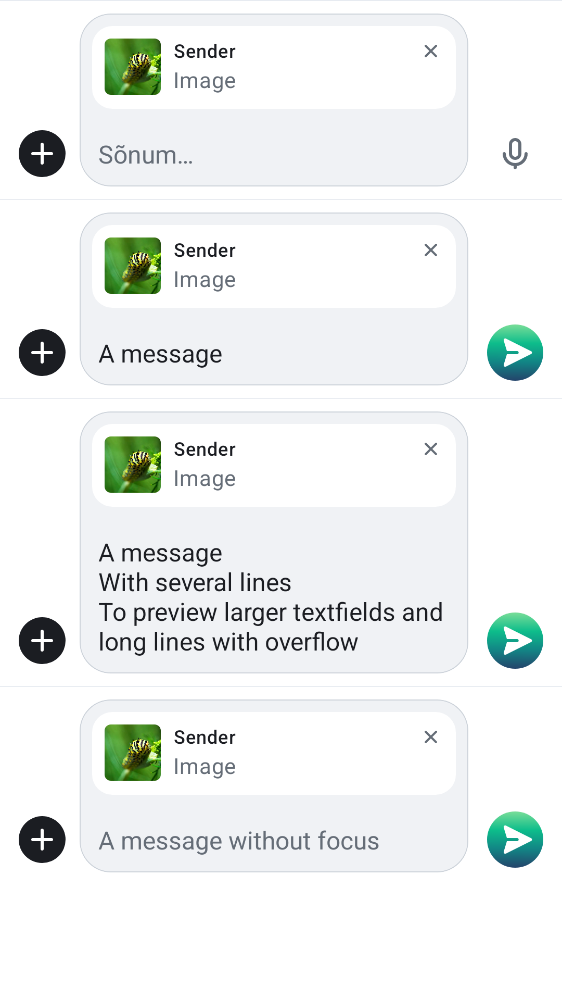 Sender
Image
Sõnum…
Sender
Image
A message
Sender
Image
A message
With several lines
To preview larger textfields and
long lines with overflow
Sender
Image
A message without focus